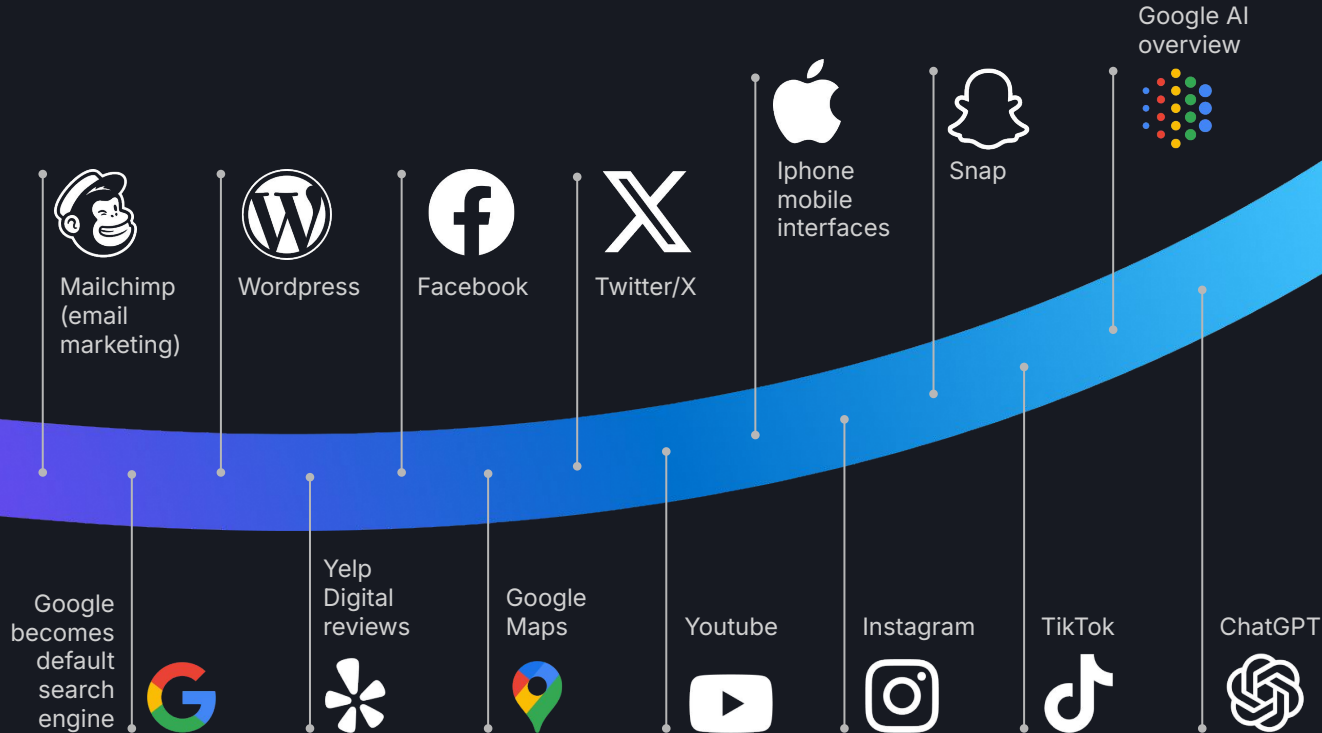 Google AI
overview
Iphone
mobile
interfaces
Snap
Mailchimp
(email
marketing)
Wordpress
Facebook
Twitter/X
Google
becomes
default
search
engine
Yelp
Digital
reviews
Google
Maps
Youtube
Instagram
TikTok
ChatGPT